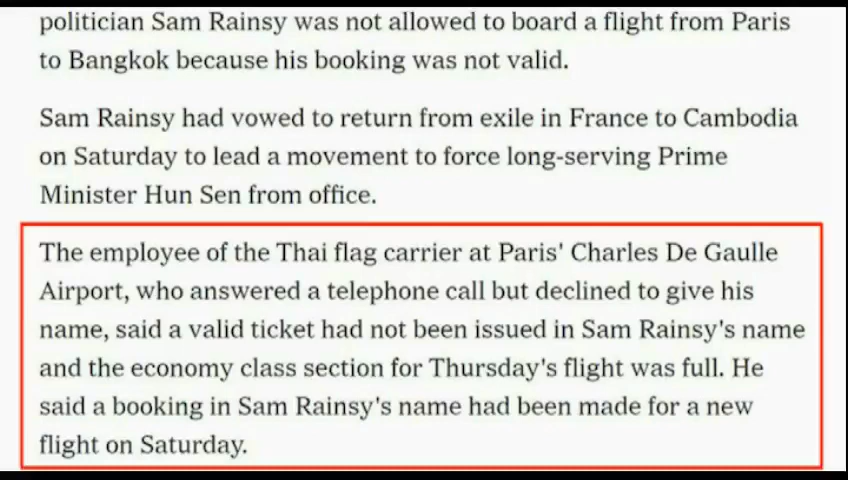 politician Sam Rainsy was not allowed to board a flight from Paris
to Bangkok because his booking was not valid.
Sam Rainsy had vowed to return from exile in France to Cambodia
on Saturday to lead a movement to force long-serving Prime
Minister Hun Sen from office.
The employee of the Thai flag carrier at Paris' Charles De Gaulle
Airport, who answered a telephone call but declined to give his
name, said a valid ticket had not been issued in Sam Rainsy's name
and the economy class section for Thursday's flight was full. He
said a booking in Sam Rainsy's name had been made for a new
flight on Saturday.